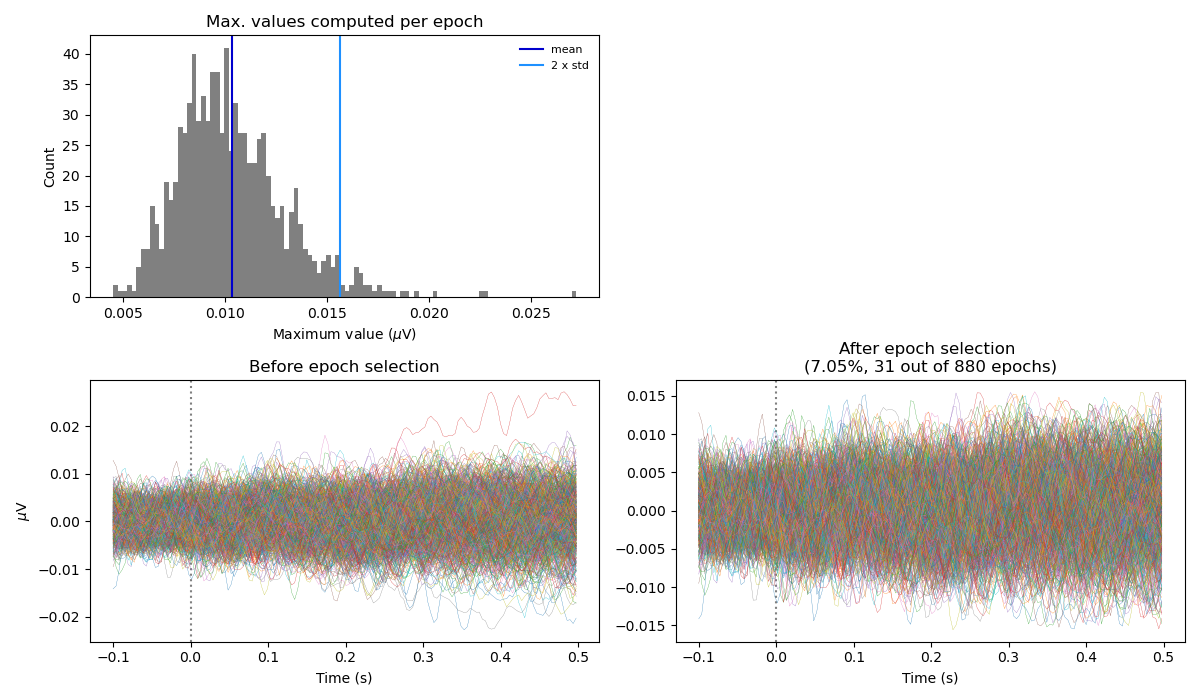 Max. values computed per epoch
mean
2 x std
40
35
30
25
20
15
10
5
0
Count
0.005 0.010 0.015 0.020 0.025
Maximum value (μV)
Before epoch selection
0.02
0.01
0.00
−0.01
−0.02
μV
−0.1 0.0 0.1 0.2 0.3 0.4 0.5
Time (s)
After epoch selection
(7.05%, 31 out of 880 epochs)
0.015
0.010
0.005
0.000
−0.005
−0.010
−0.015
−0.1 0.0 0.1 0.2 0.3 0.4 0.5
Time (s)